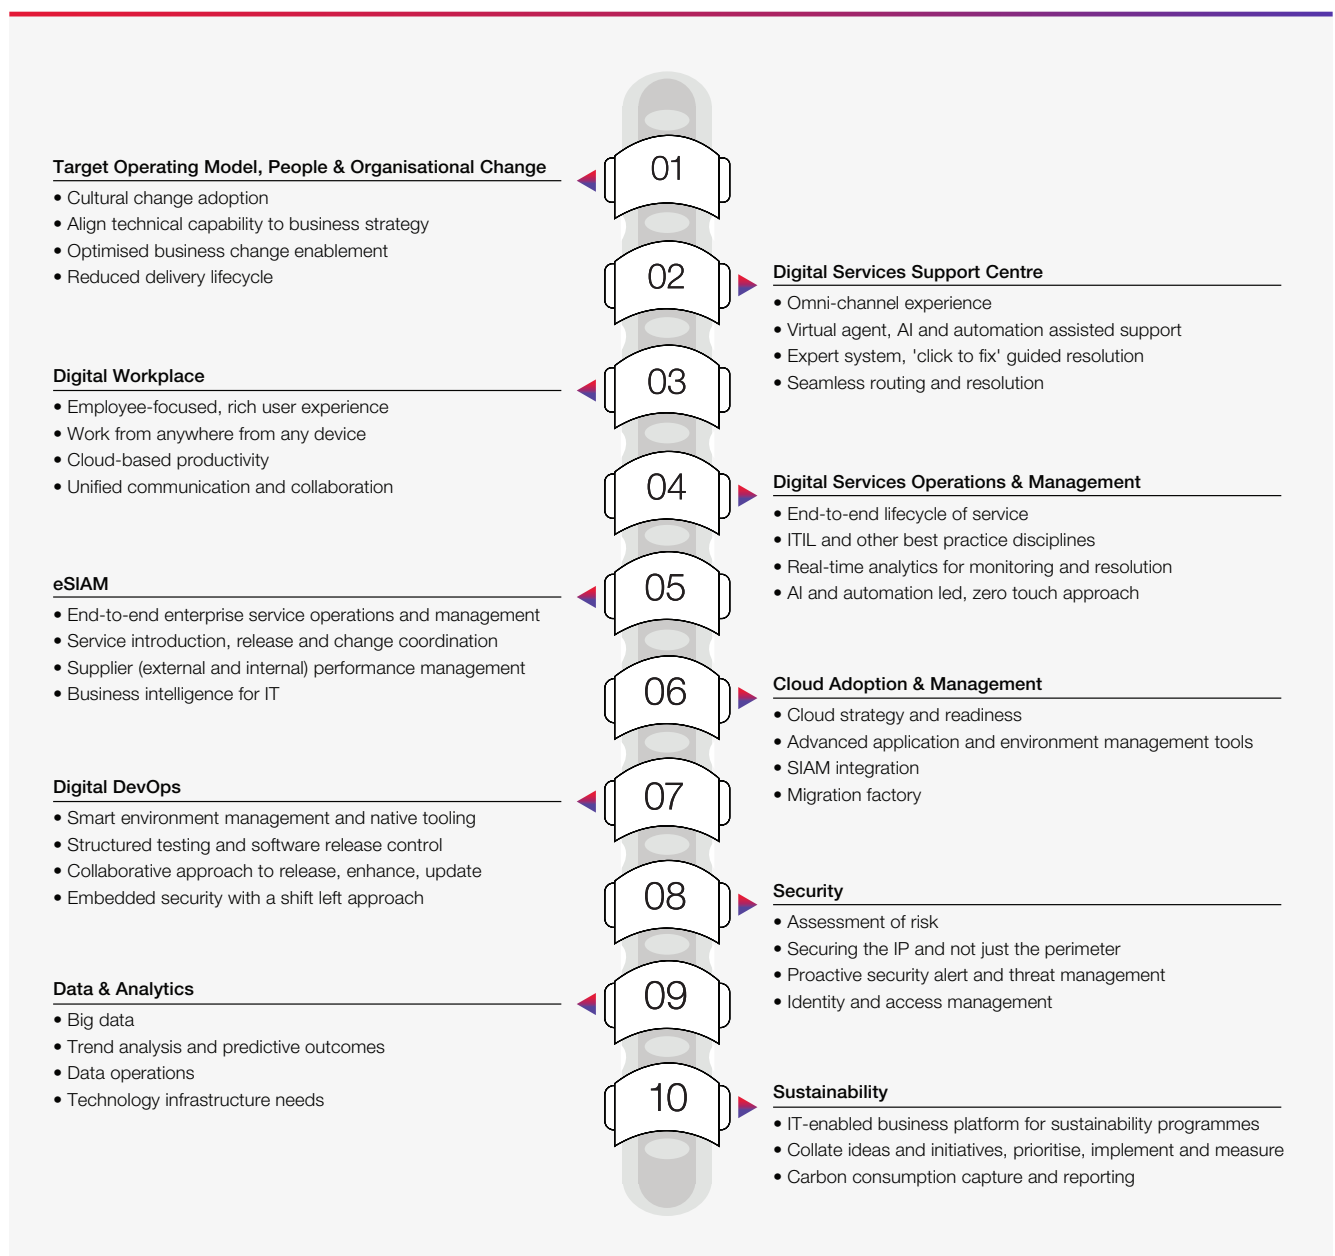 01
Target Operating Model, People & Organisational Change
• Cultural change adoption
• Align technical capability to business strategy
• Optimised business change enablement
• Reduced delivery lifecycle
02
Digital Services Support Centre
• Omni-channel experience
• Virtual agent, AI and automation assisted support
• Expert system, 'click to fix' guided resolution
• Seamless routing and resolution
03
Digital Workplace
• Employee-focused, rich user experience
• Work from anywhere from any device
• Cloud-based productivity
• Unified communication and collaboration
04
Digital Services Operations & Management
• End-to-end lifecycle of service
• ITIL and other best practice disciplines
• Real-time analytics for monitoring and resolution
• AI and automation led, zero touch approach
05
eSIAM
• End-to-end enterprise service operations and management
• Service introduction, release and change coordination
• Supplier (external and internal) performance management
• Business intelligence for IT
06
Cloud Adoption & Management
• Cloud strategy and readiness
• Advanced application and environment management tools
• SIAM integration
• Migration factory
07
Digital DevOps
• Smart environment management and native tooling
• Structured testing and software release control
• Collaborative approach to release, enhance, update
• Embedded security with a shift left approach
08
Security
• Assessment of risk
• Securing the IP and not just the perimeter
• Proactive security alert and threat management
• Identity and access management
09
Data & Analytics
• Big data
• Trend analysis and predictive outcomes
• Data operations
• Technology infrastructure needs
10
Sustainability
• IT-enabled business platform for sustainability programmes
• Collate ideas and initiatives, prioritise, implement and measure
• Carbon consumption capture and reporting